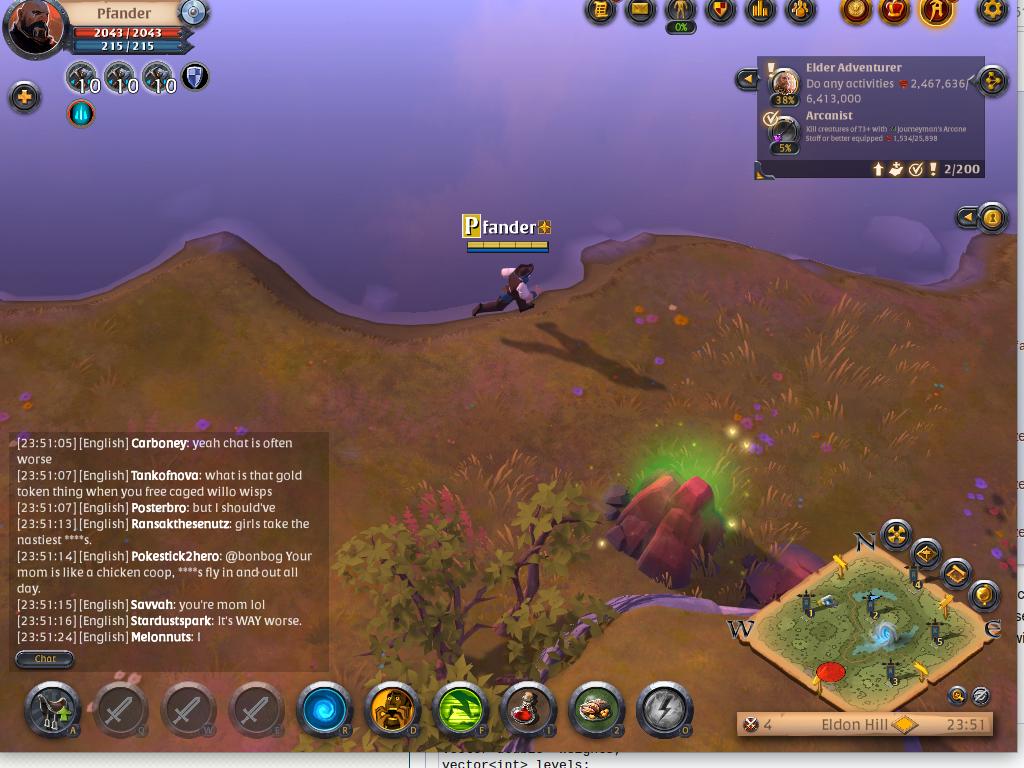 Pfander
2043 / 2043
215 / 215
10 10 10
0%
Elder Adventurer
Do any activities 2,467,636/
6,413,000
38%
Arcanist
Kill creatures of T3+ with Journeyman's Arcane
Staff or better equipped 1,534/25,898
5%
2/200
Pfander
[23:51:05] [English] Carboney: yeah chat is often
worse
[23:51:07] [English] Tankofnova: what is that gold
token thing when you free caged willo wisps
[23:51:07] [English] Posterbro: but I should've
[23:51:13] [English] Ransakthesenutz: girls take the
nastiest ****s.
[23:51:14] [English] Pokestick2hero: @bonbog Your
mom is like a chicken coop, ****s fly in and out all
day.
[23:51:15] [English] Savvah: you're mom lol
[23:51:16] [English] Stardustspark: It's WAY worse.
[23:51:24] [English] Melonnuts: I
Chat
N
W
E
1
2
3
4
5
A Q W E R D F 1 2 O
4 Eldon Hill 23:51
vector<int> levels;